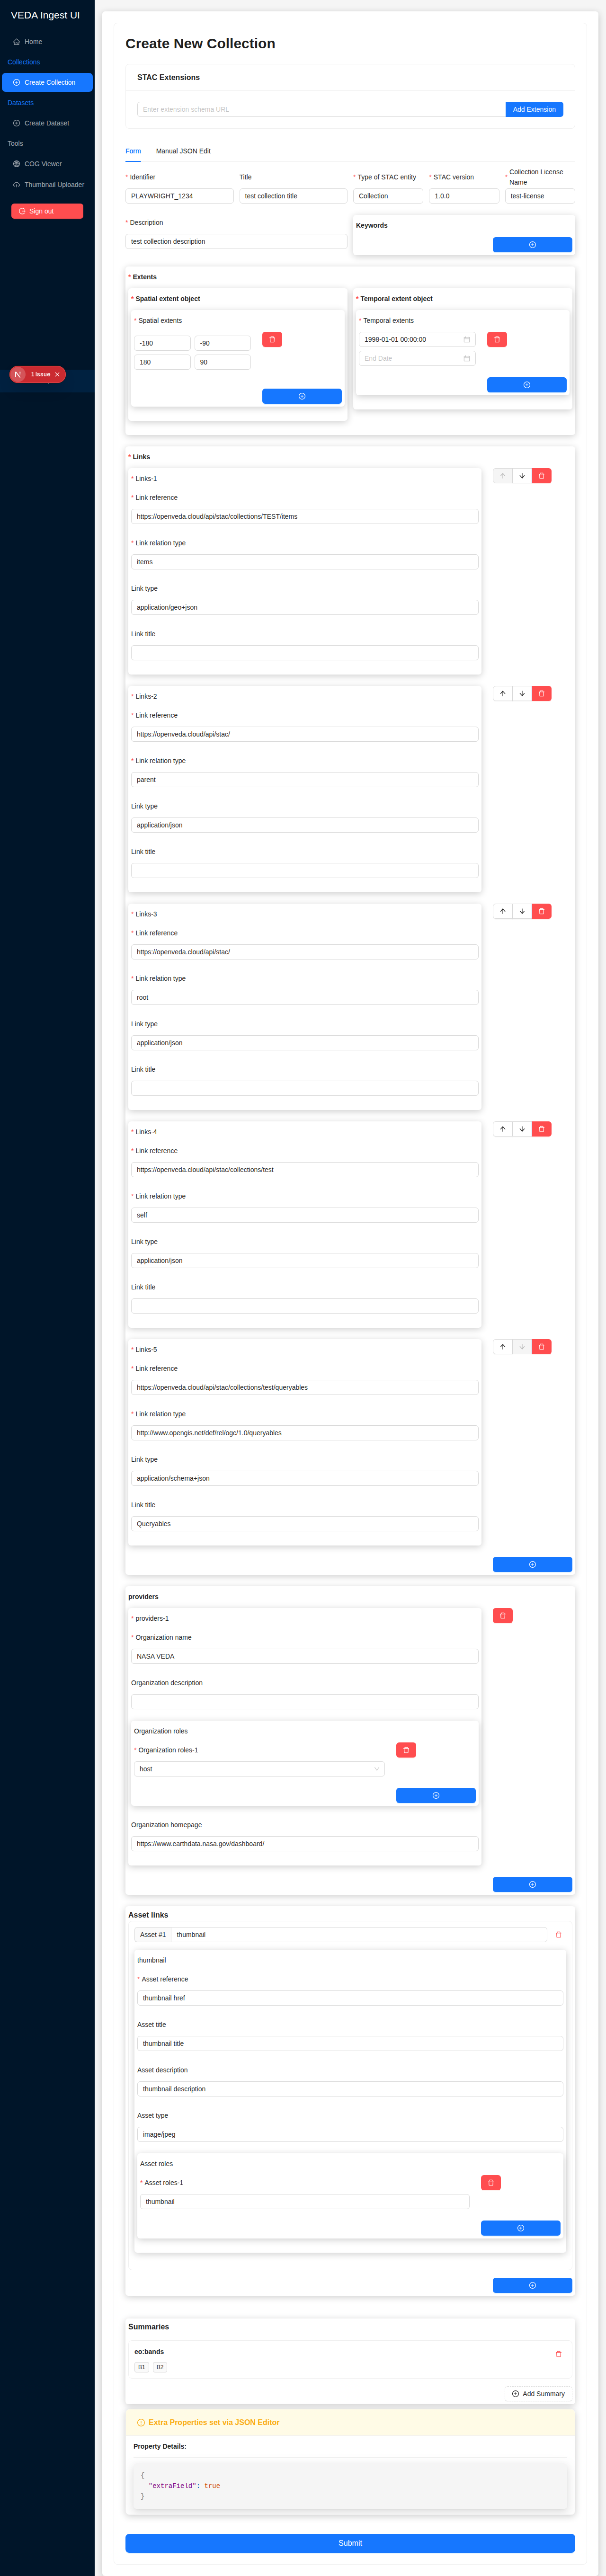 VEDA Ingest UI
Home
Collections
Create Collection
Datasets
Create Dataset
Tools
COG Viewer
Thumbnail Uploader
Sign out
N
1 Issue
Create New Collection
STAC Extensions
Enter extension schema URL
Add Extension
Form Manual JSON Edit
* Identifier
PLAYWRIGHT_1234
Title
test collection title
* Type of STAC entity
Collection
* STAC version
1.0.0
* Collection License Name
test-license
* Description
test collection description
Keywords
* Extents
* Spatial extent object
* Spatial extents
-180 -90
180 90
* Temporal extent object
* Temporal extents
1998-01-01 00:00:00
End Date
* Links
* Links-1
* Link reference
https://openveda.cloud/api/stac/collections/TEST/items
* Link relation type
items
Link type
application/geo+json
Link title
* Links-2
* Link reference
https://openveda.cloud/api/stac/
* Link relation type
parent
Link type
application/json
Link title
* Links-3
* Link reference
https://openveda.cloud/api/stac/
* Link relation type
root
Link type
application/json
Link title
* Links-4
* Link reference
https://openveda.cloud/api/stac/collections/test
* Link relation type
self
Link type
application/json
Link title
* Links-5
* Link reference
https://openveda.cloud/api/stac/collections/test/queryables
* Link relation type
http://www.opengis.net/def/rel/ogc/1.0/queryables
Link type
application/schema+json
Link title
Queryables
providers
* providers-1
* Organization name
NASA VEDA
Organization description
Organization roles
* Organization roles-1
host
Organization homepage
https://www.earthdata.nasa.gov/dashboard/
Asset links
Asset #1 thumbnail
thumbnail
* Asset reference
thumbnail href
Asset title
thumbnail title
Asset description
thumbnail description
Asset type
image/jpeg
Asset roles
* Asset roles-1
thumbnail
Summaries
eo:bands
B1 B2
Add Summary
Extra Properties set via JSON Editor
Property Details:
{
"extraField": true
}
Submit